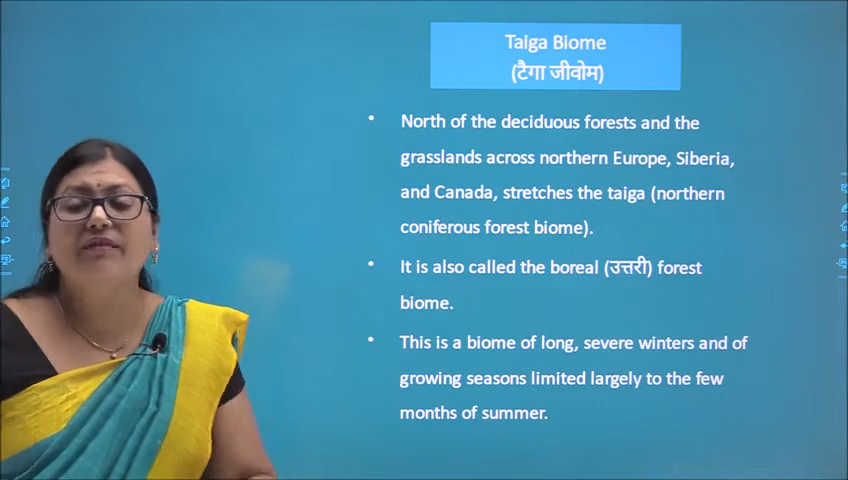 Taiga Biome
(टैगा जीवोम)
• North of the deciduous forests and the
grasslands across northern Europe, Siberia,
and Canada, stretches the taiga (northern
coniferous forest biome).
• It is also called the boreal (उत्तरी) forest
biome.
• This is a biome of long, severe winters and of
growing seasons limited largely to the few
months of summer.